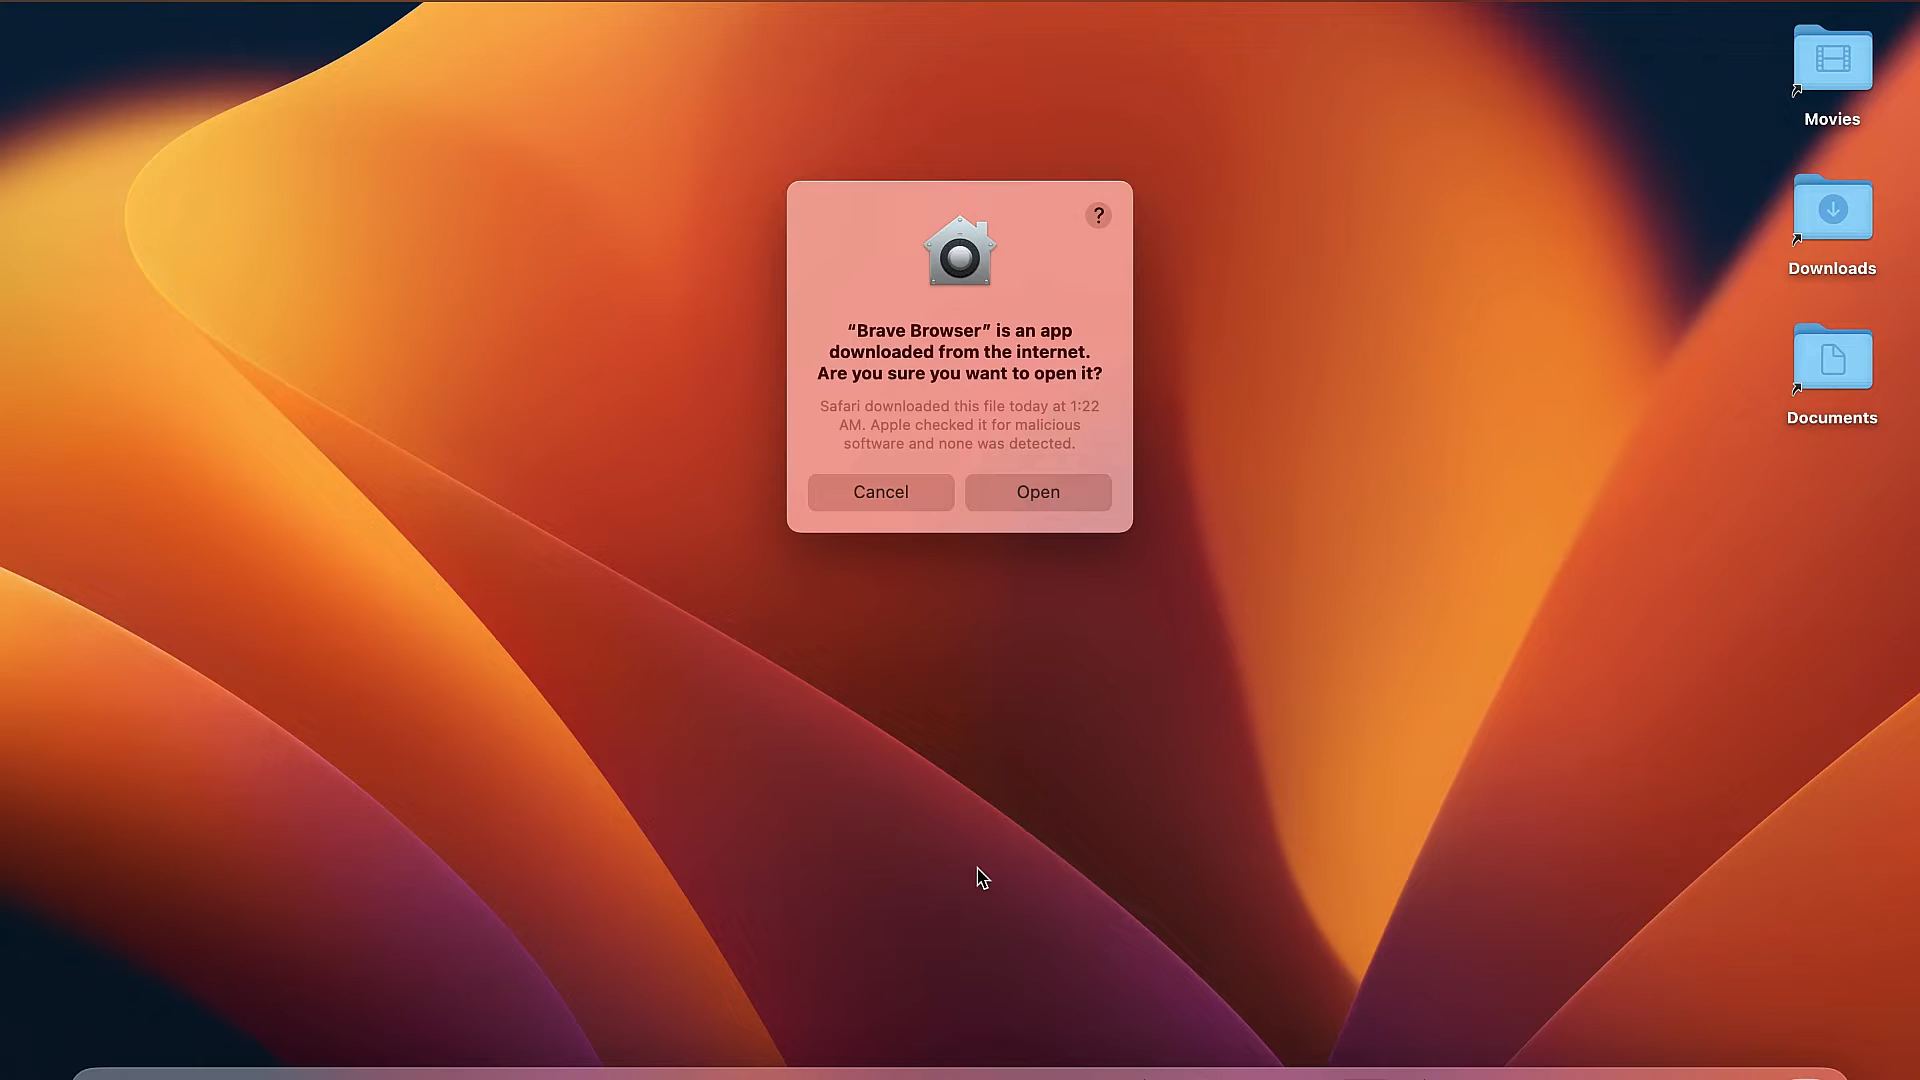 Movies
Downloads
Documents
?
“Brave Browser” is an app
downloaded from the internet.
Are you sure you want to open it?
Safari downloaded this file today at 1:22
AM. Apple checked it for malicious
software and none was detected.
Cancel
Open